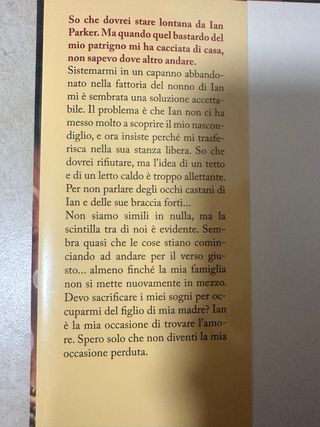 So che dovrei stare lontana da Ian
Parker. Ma quando quel bastardo del
mio patrigno mi ha cacciata di casa,
non sapevo dove altro andare.
Sistemarmi in un capanno abbando-
nato nella fattoria del nonno di Ian
mi è sembrata una soluzione accetta-
bile. Il problema è che Ian non ci ha
messo molto a scoprire il mio nascon-
diglio, e ora insiste perché mi trasfe-
risca nella sua stanza libera. So che
dovrei rifiutare, ma l'idea di un tetto
e di un letto caldo è troppo allettante.
Per non parlare degli occhi castani di
Ian e delle sue braccia forti...
Non siamo simili in nulla, ma la
scintilla tra di noi è evidente. Sem-
bra quasi che le cose stiano comin-
ciando ad andare per il verso giu-
sto... almeno finché la mia famiglia
non si mette nuovamente in mezzo.
Devo sacrificare i miei sogni per oc-
cuparmi del figlio di mia madre? Ian
è la mia occasione di trovare l'amo-
re. Spero solo che non diventi la mia
occasione perduta.